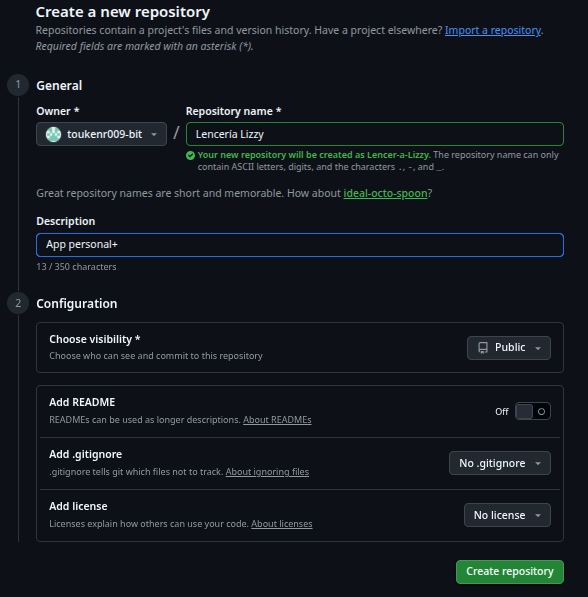 Create a new repository
Repositories contain a project's files and version history. Have a project elsewhere? Import a repository.
Required fields are marked with an asterisk (*).
1 General
Owner * Repository name *
toukenr009-bit / Lencería Lizzy
Your new repository will be created as Lencer-a-Lizzy. The repository name can only
contain ASCII letters, digits, and the characters ., -, and _.
Great repository names are short and memorable. How about ideal-octo-spoon?
Description
App personal+
13 / 350 characters
2 Configuration
Choose visibility *
Choose who can see and commit to this repository
Public
Add README
READMEs can be used as longer descriptions. About READMEs
Off
Add .gitignore
.gitignore tells git which files not to track. About ignoring files
No .gitignore
Add license
Licenses explain how others can use your code. About licenses
No license
Create repository